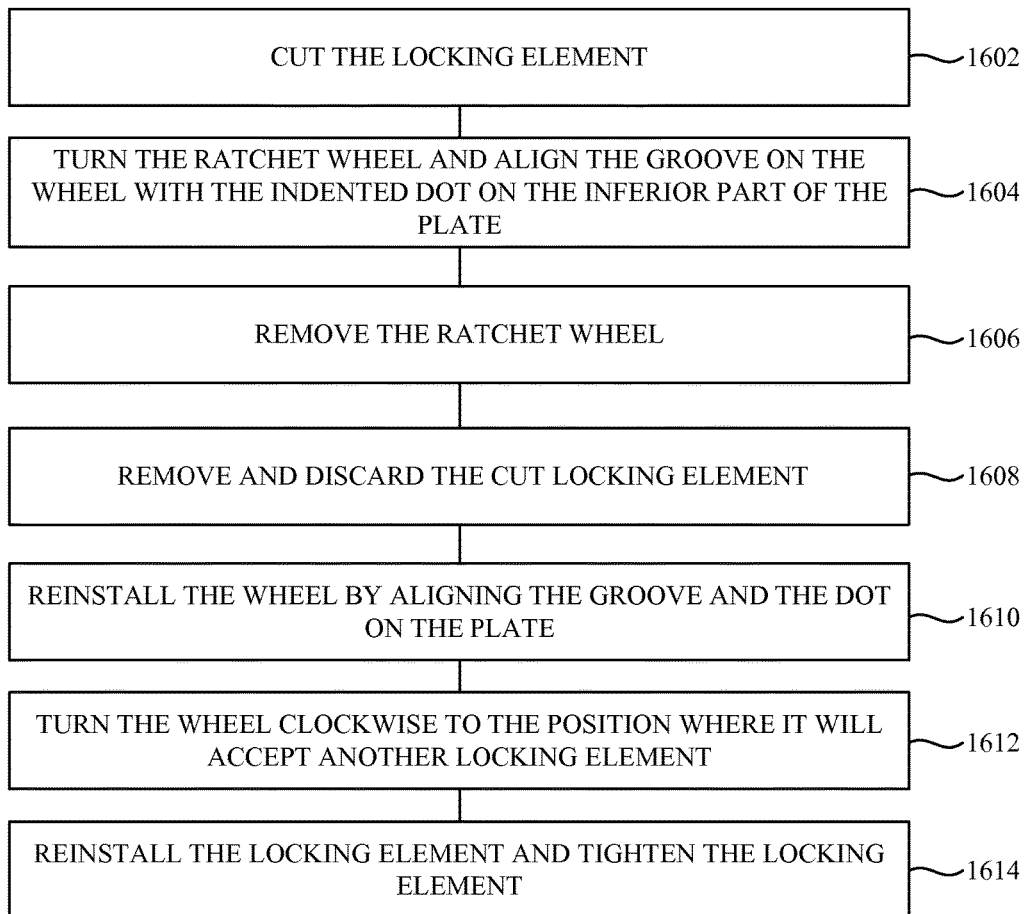 CUT THE LOCKING ELEMENT
1602
TURN THE RATCHET WHEEL AND ALIGN THE GROOVE ON THE
WHEEL WITH THE INDENTED DOT ON THE INFERIOR PART OF THE
PLATE
1604
REMOVE THE RATCHET WHEEL
1606
REMOVE AND DISCARD THE CUT LOCKING ELEMENT
1608
REINSTALL THE WHEEL BY ALIGNING THE GROOVE AND THE DOT
ON THE PLATE
1610
TURN THE WHEEL CLOCKWISE TO THE POSITION WHERE IT WILL
ACCEPT ANOTHER LOCKING ELEMENT
1612
REINSTALL THE LOCKING ELEMENT AND TIGHTEN THE LOCKING
ELEMENT
1614